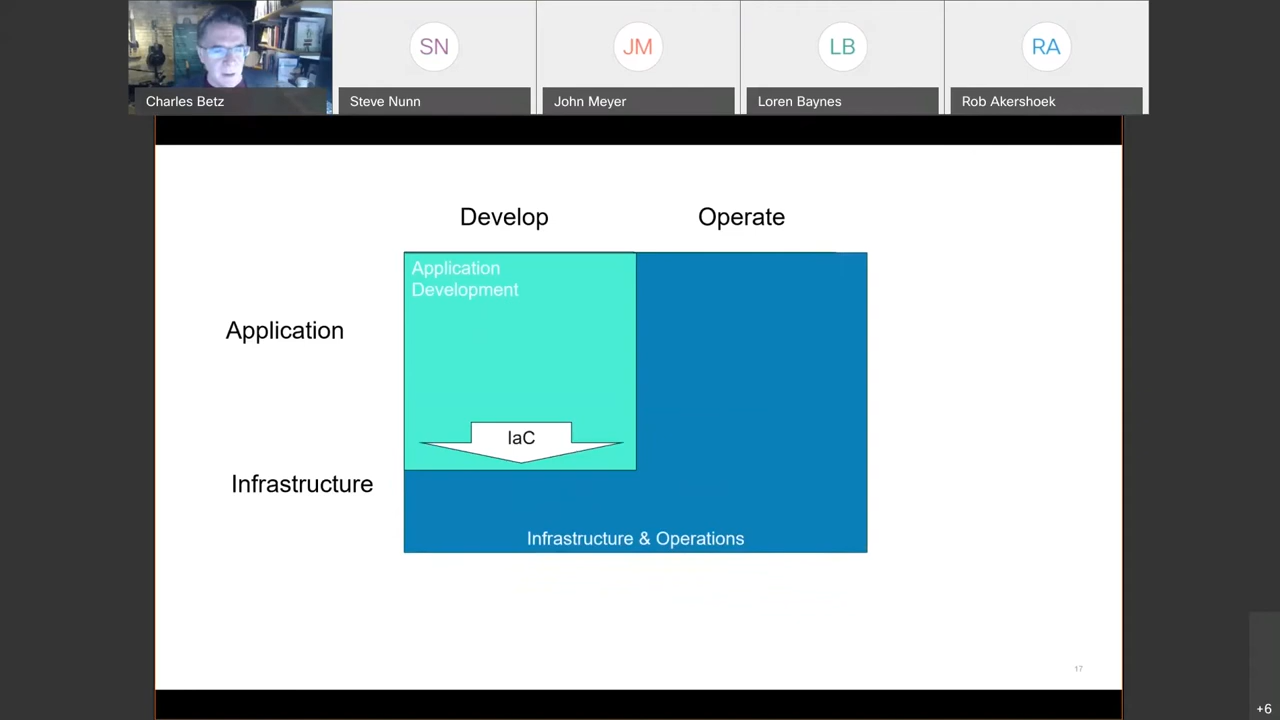 SN
JM
LB
RA
Charles Betz
Steve Nunn
John Meyer
Loren Baynes
Rob Akershoek
Develop
Operate
Application
Development
Application
IaC
Infrastructure
Infrastructure & Operations
17
+6